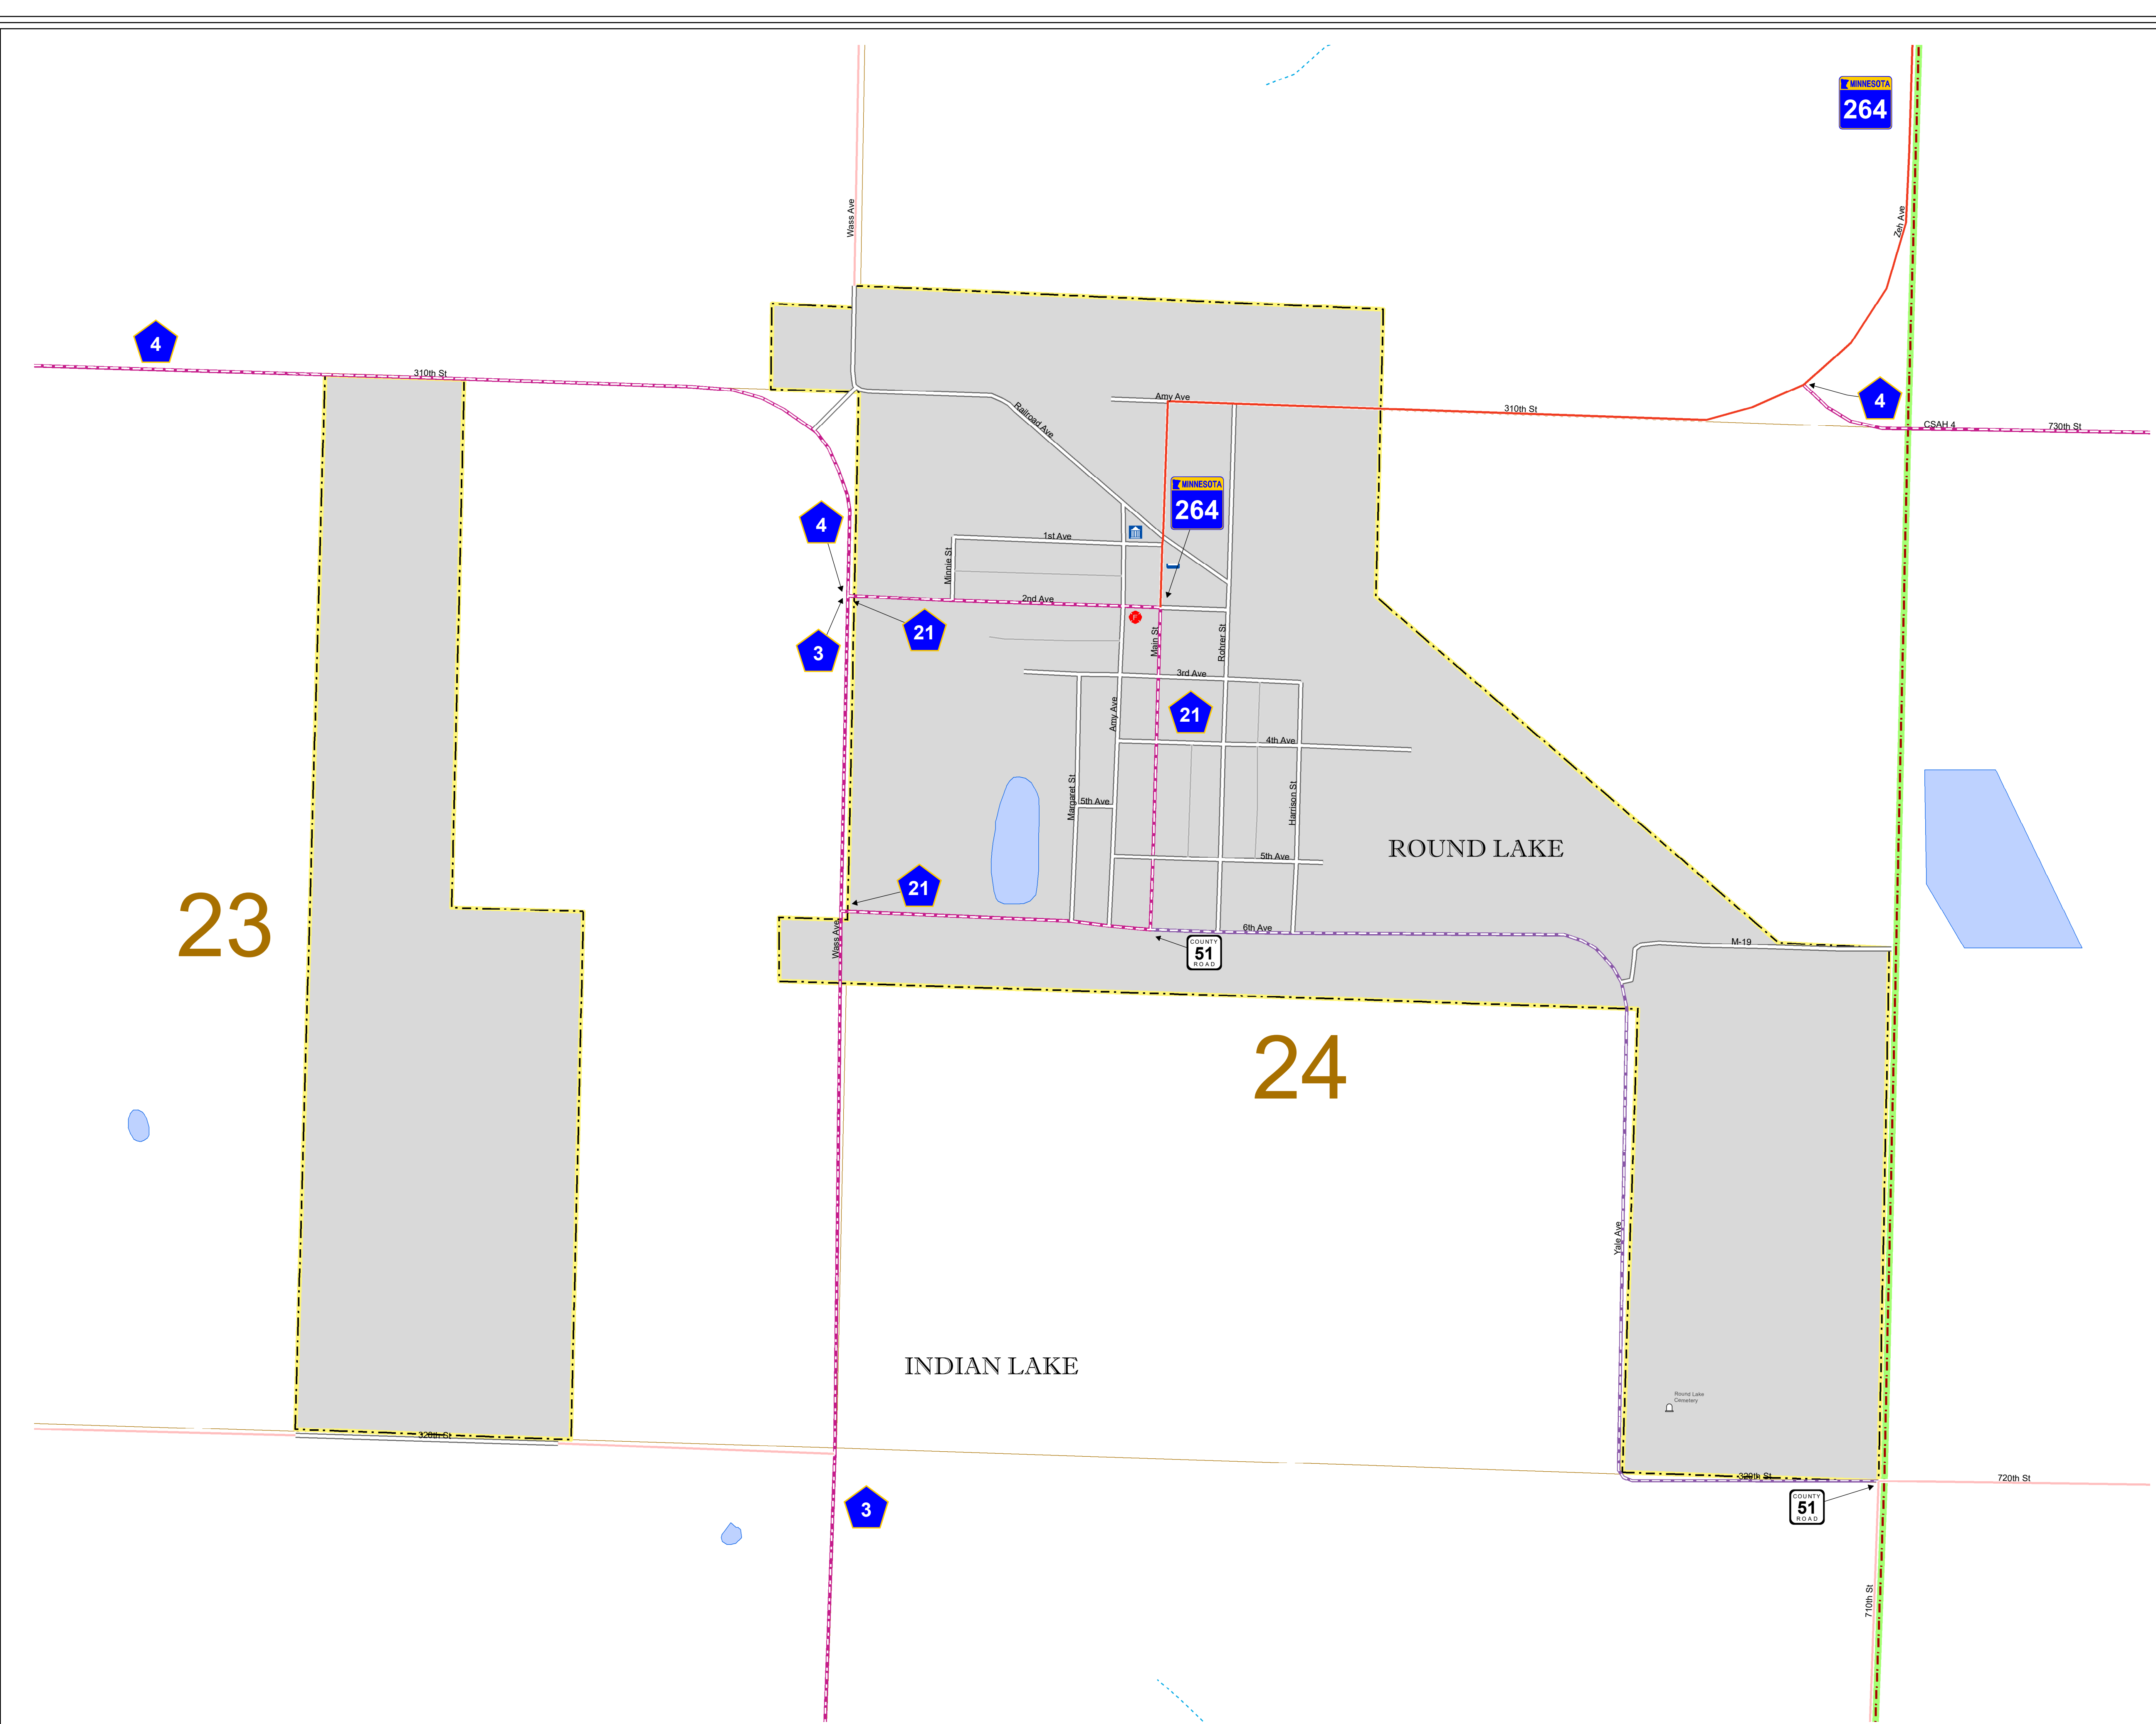 MINNESOTA
264
Wass Ave
Zeh Ave
4
310th St
Amy Ave
310th St
4
CSAH 4
730th St
Railroad Ave
MINNESOTA
264
4
1st Ave
Minnie St
2nd Ave
F
21
3
Main St
Rohrer St
3rd Ave
21
Amy Ave
4th Ave
Margaret St
5th Ave
Harrison St
ROUND LAKE
5th Ave
21
23
Wass Ave
6th Ave
COUNTY
51
ROAD
M-19
24
Yale Ave
INDIAN LAKE
Round Lake
Cemetery
320th St
320th St
720th St
3
COUNTY
51
ROAD
710th St